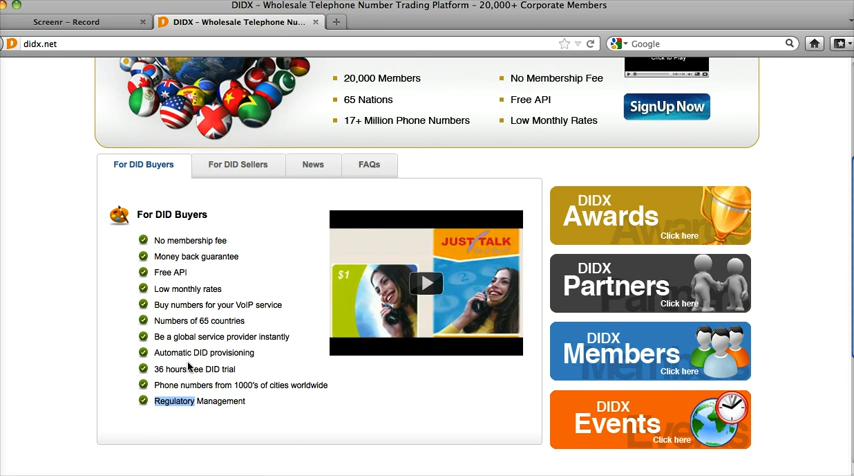 DIDX - Wholesale Telephone Number Trading Platform - 20,000+ Corporate Members
Screenr - Record
DIDX - Wholesale Telephone Num...
didx.net
Google
20,000 Members
No Membership Fee
65 Nations
Free API
17+ Million Phone Numbers
Low Monthly Rates
SignUp Now
For DID Buyers
For DID Sellers
News
FAQs
For DID Buyers
No membership fee
Money back guarantee
Free API
Low monthly rates
Buy numbers for your VoIP service
Numbers of 65 countries
Be a global service provider instantly
Automatic DID provisioning
36 hours free DID trial
Phone numbers from 1000's of cities worldwide
Regulatory Management
JUST TALK
$1
DIDX
Awards
Click here
DIDX
Partners
Click here
DIDX
Members
Click here
DIDX
Events
Click here